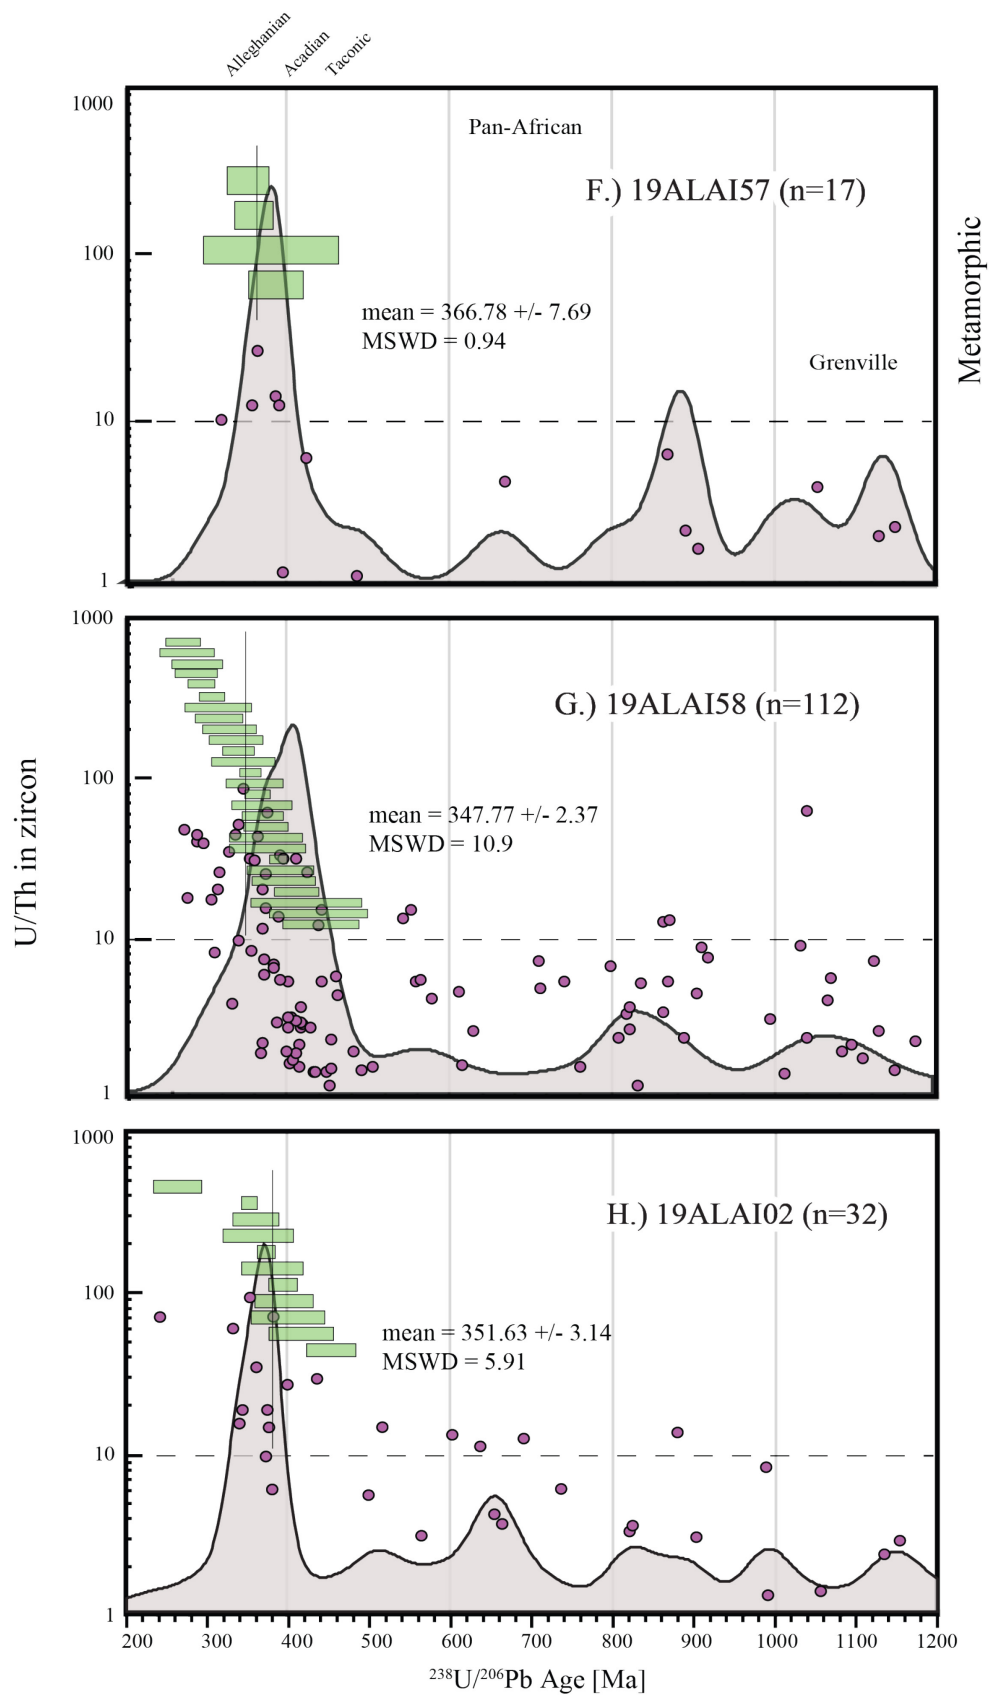 Alleghanian
Acadian
Taconic
1000
Pan-African
F.) 19ALAI57 (n=17)
100
mean = 366.78 +/- 7.69
MSWD = 0.94
Grenville
10
1
Metamorphic
1000
G.) 19ALAI58 (n=112)
100
mean = 347.77 +/- 2.37
MSWD = 10.9
10
1
U/Th in zircon
1000
H.) 19ALAI02 (n=32)
100
mean = 351.63 +/- 3.14
MSWD = 5.91
10
1
200 300 400 500 600 700 800 900 1000 1100 1200
²³⁸U/²⁰⁶Pb Age [Ma]